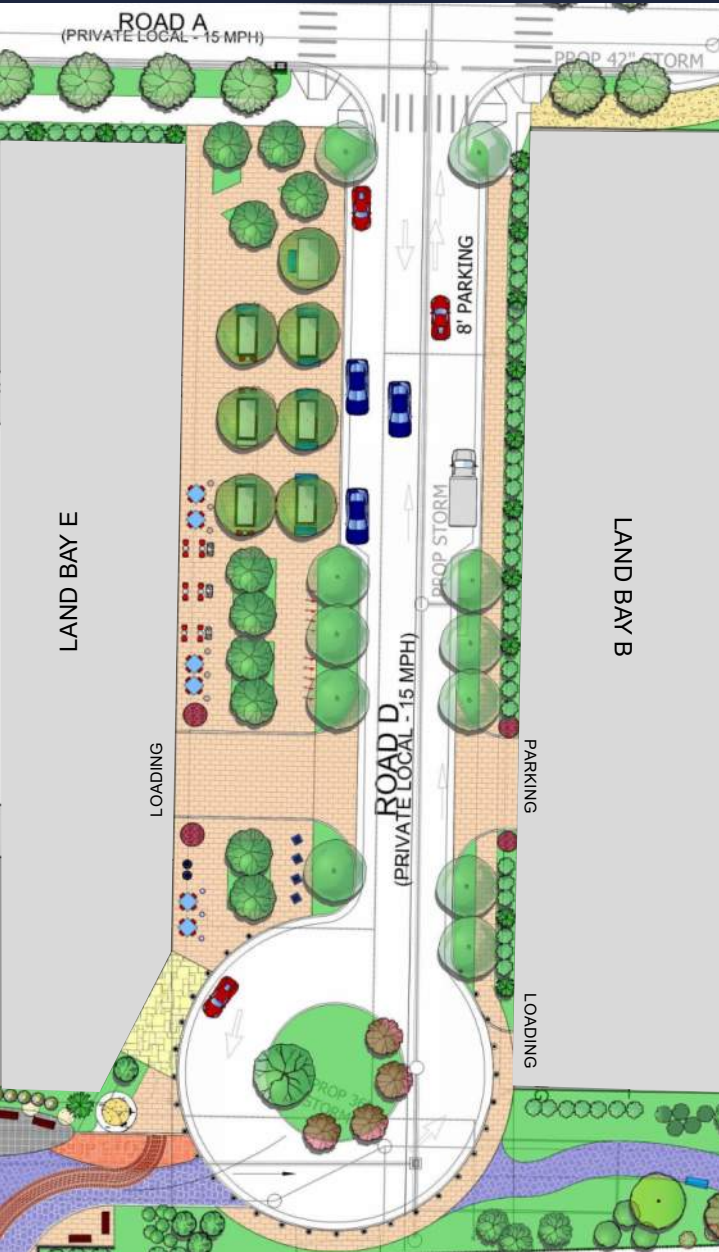 ROAD A
(PRIVATE LOCAL - 15 MPH)
PROP 42" STORM
8' PARKING
PROP STORM
LAND BAY E
LAND BAY B
ROAD D
(PRIVATE LOCAL - 15 MPH)
LOADING
PARKING
LOADING
PROP 36"
STORM